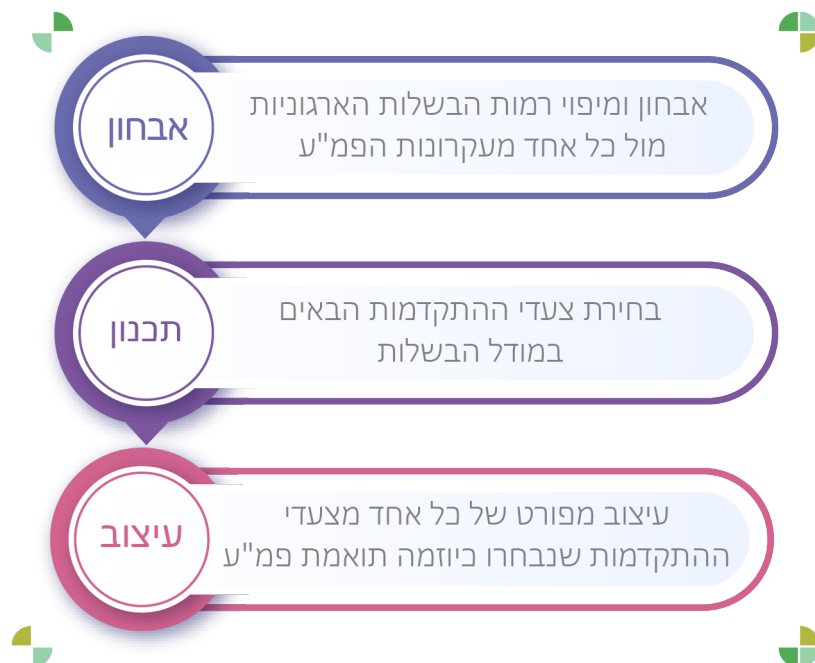 אבחון
אבחון ומיפוי רמות הבשלות הארגוניות
מול כל אחד מעקרונות הפמ"ע
תכנון
בחירת צעדי ההתקדמות הבאים
במודל הבשלות
עיצוב
עיצוב מפורט של כל אחד מצעדי
ההתקדמות שנבחרו כיוזמה תואמת פמ"ע